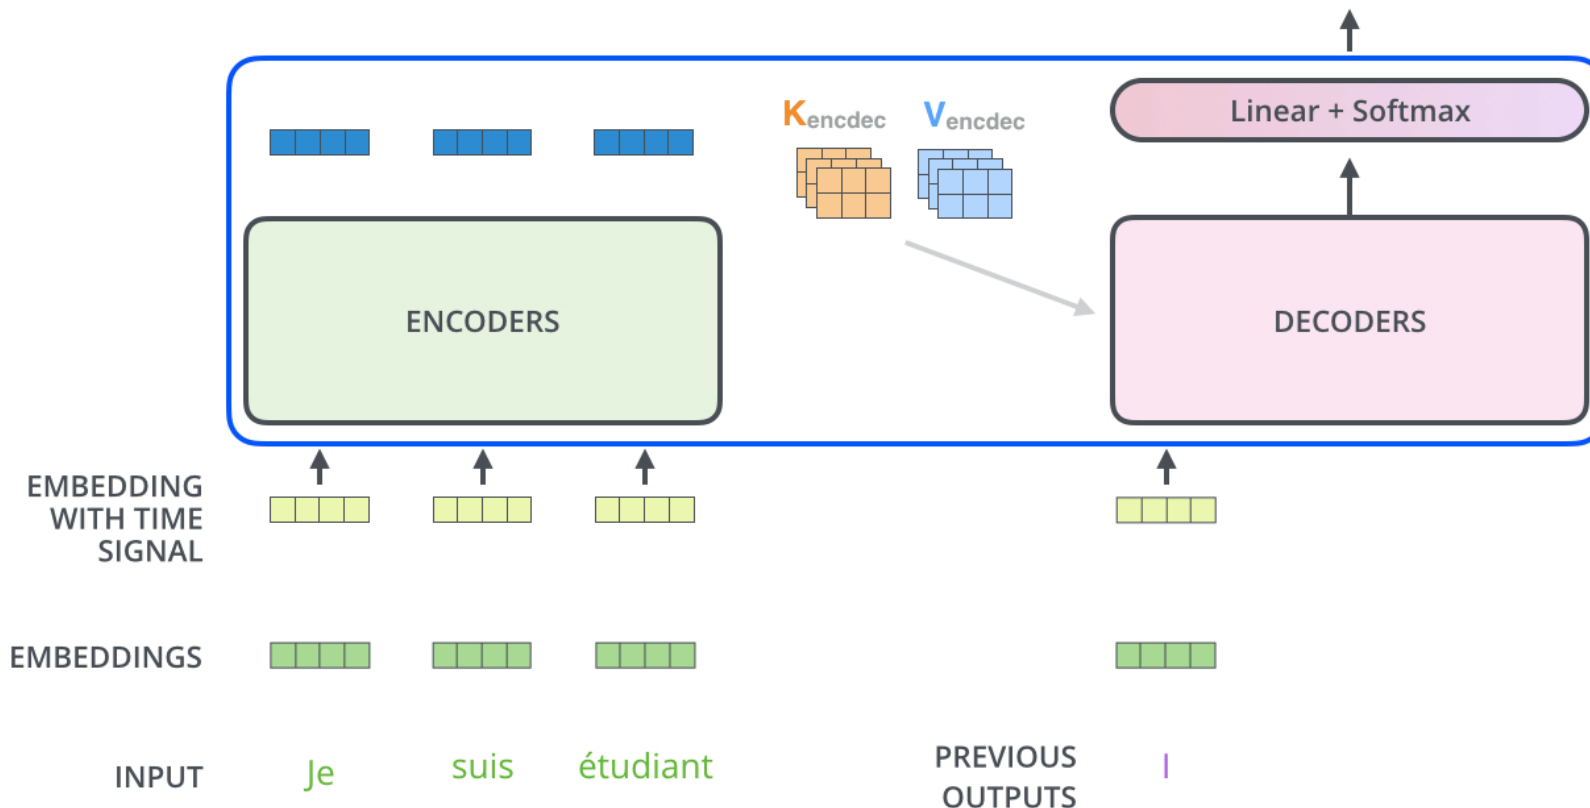 Kencdec Vencdec
Linear + Softmax
ENCODERS
DECODERS
EMBEDDING
WITH TIME
SIGNAL
EMBEDDINGS
INPUT
Je suis étudiant
PREVIOUS
OUTPUTS
I